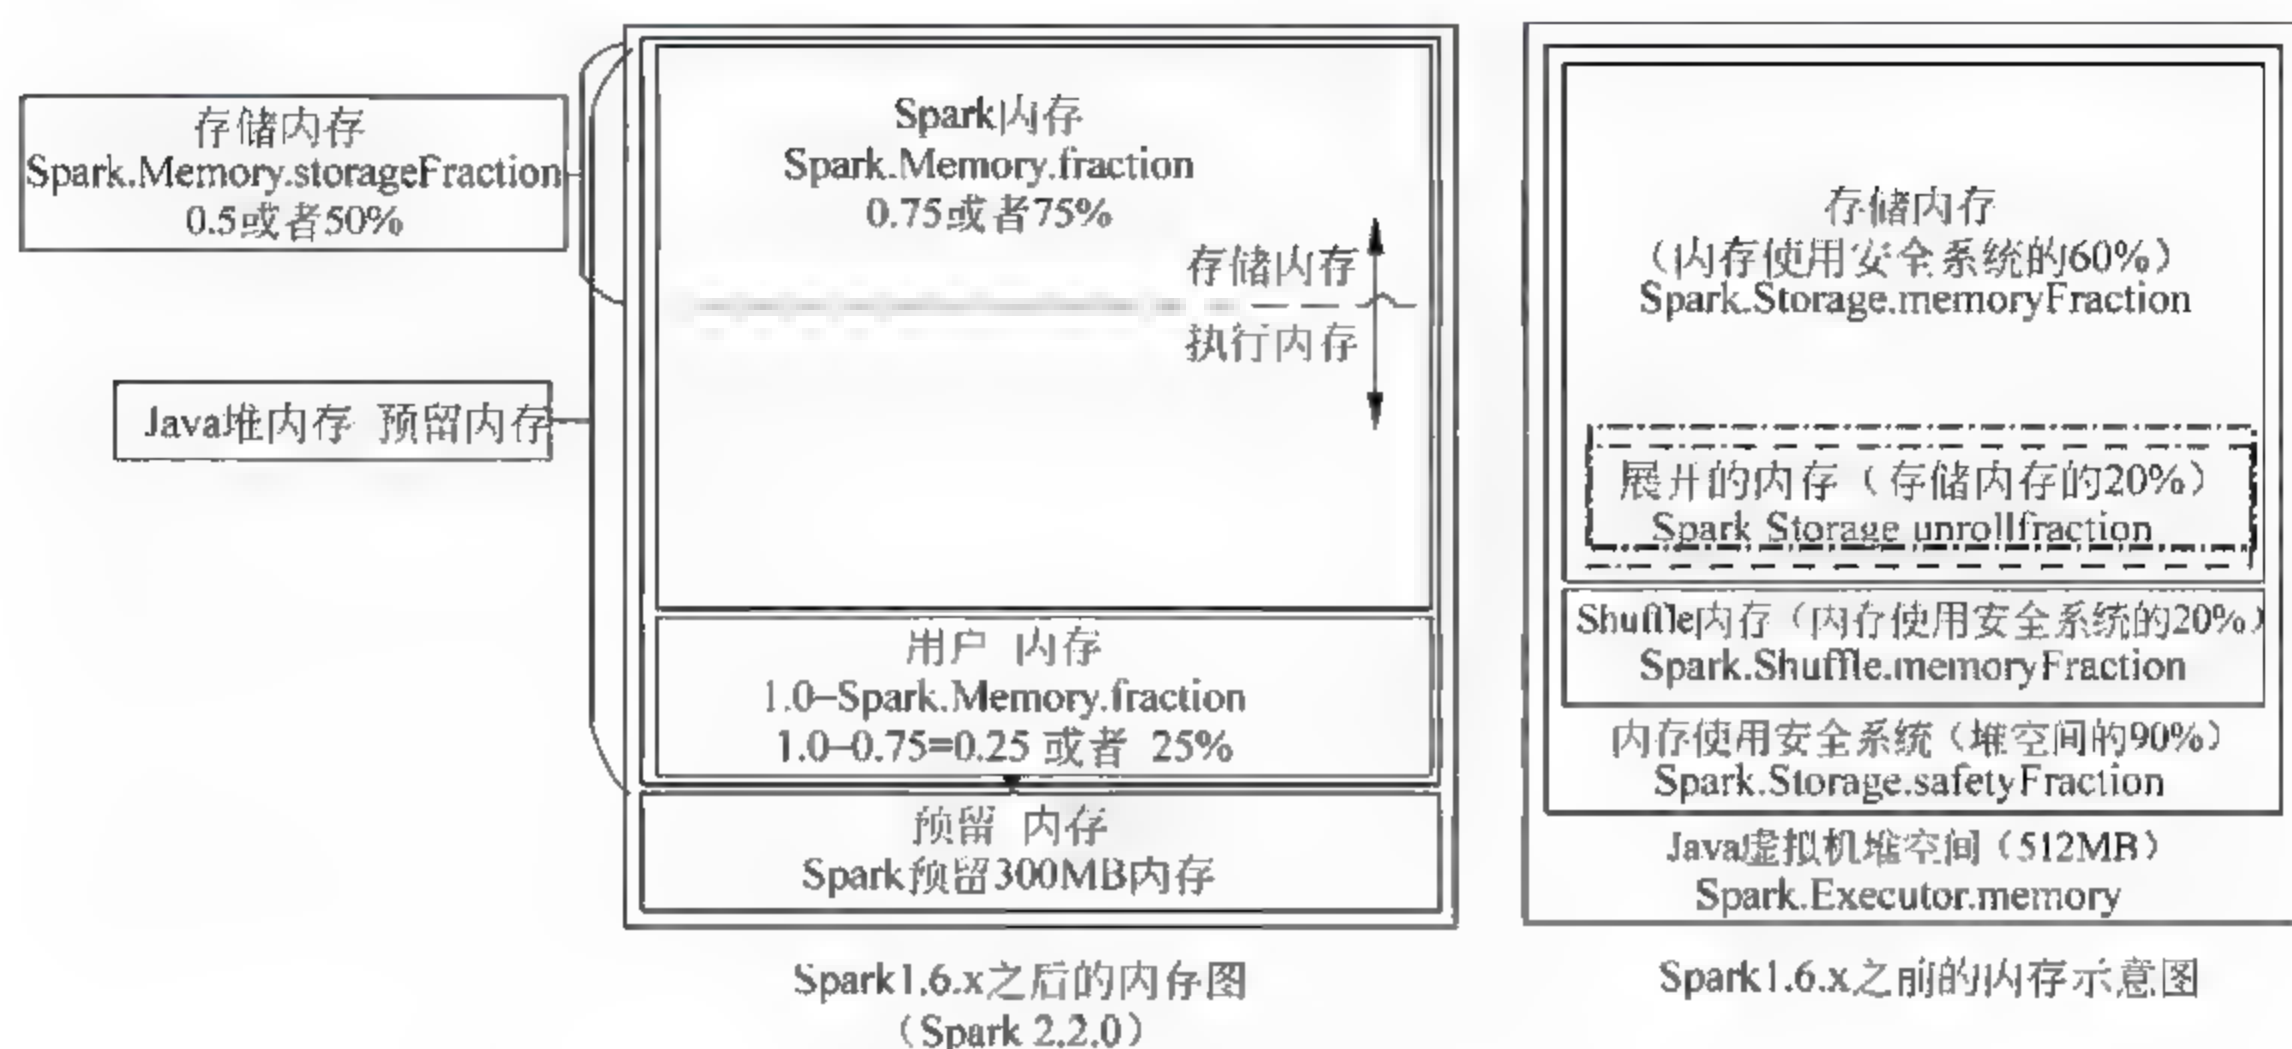 存储内存
Spark.Memory.storageFraction
0.5或者50%
Java堆内存 预留内存
Spark内存
Spark.Memory.fraction
0.75或者75%
存储内存
执行内存
用户 内存
1.0–Spark.Memory.fraction
1.0–0.75=0.25 或者 25%
预留 内存
Spark预留300MB内存
Spark1.6.x之后的内存图
（Spark 2.2.0）
存储内存
（内存使用安全系统的60%）
Spark.Storage.memoryFraction
展开的内存（存储内存的20%）
Spark Storage unrollfraction
Shuffle内存（内存使用安全系统的20%）
Spark.Shuffle.memoryFraction
内存使用安全系统（堆空间的90%）
Spark.Storage.safetyFraction
Java虚拟机堆空间（512MB）
Spark.Executor.memory
Spark1.6.x之前的内存示意图